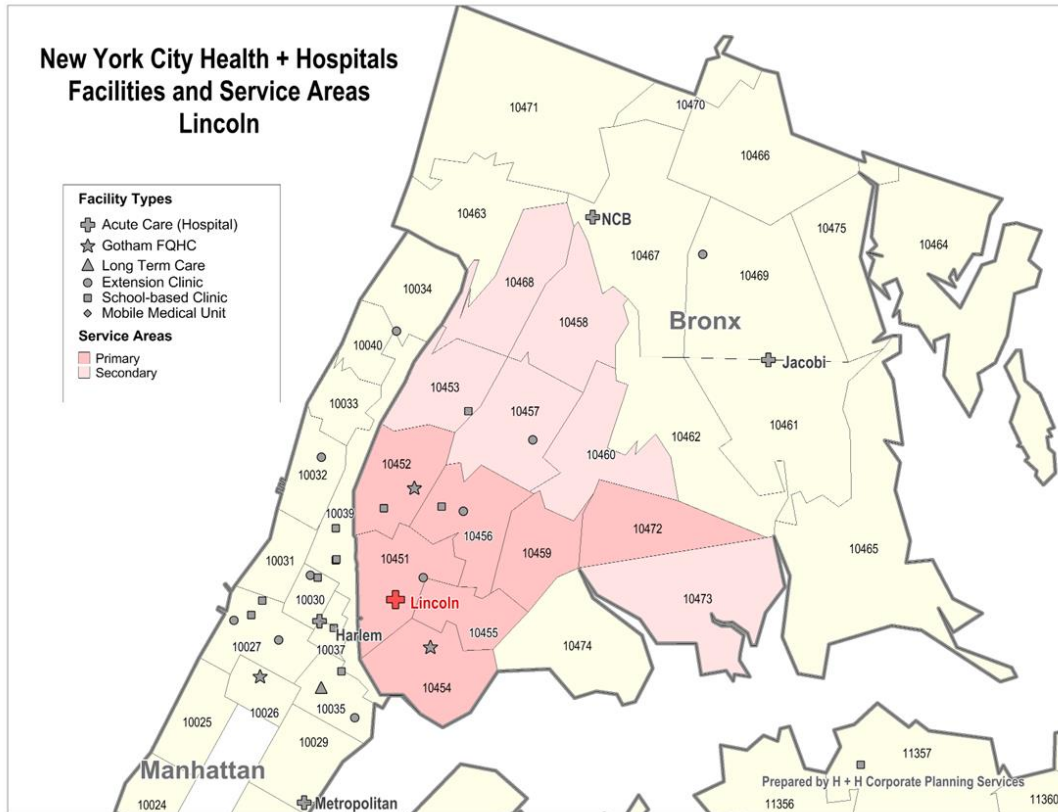 New York City Health + Hospitals
Facilities and Service Areas
Lincoln
Facility Types
Acute Care (Hospital)
Gotham FQHC
Long Term Care
Extension Clinic
School-based Clinic
Mobile Medical Unit
Service Areas
Primary
Secondary
10471
10470
10466
10463
NCB
10475
10464
10467
10468
10469
10034
10458
Bronx
10040
Jacobi
10453
10033
10457
10461
10462
10460
10452
10032
10039
10456
10472
10459
10451
10465
10031
10473
10030
Lincoln
Harlem
10455
10474
10027
10037
10454
10035
10026
10025
10029
11357
Manhattan
Prepared by H + H Corporate Planning Services
10024
Metropolitan
11356
11360